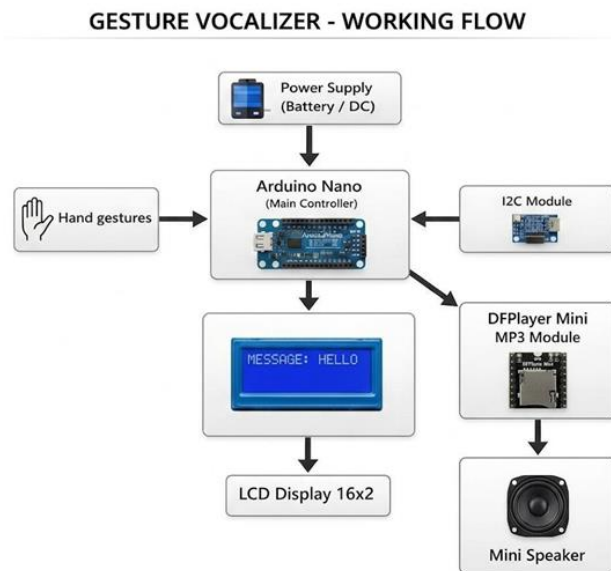 GESTURE VOCALIZER - WORKING FLOW
Power Supply
(Battery / DC)
Hand gestures
Arduino Nano
(Main Controller)
I2C Module
MESSAGE: HELLO
DFPlayer Mini
MP3 Module
LCD Display 16x2
Mini Speaker